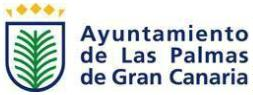 Ayuntamiento
de Las Palmas
de Gran Canaria